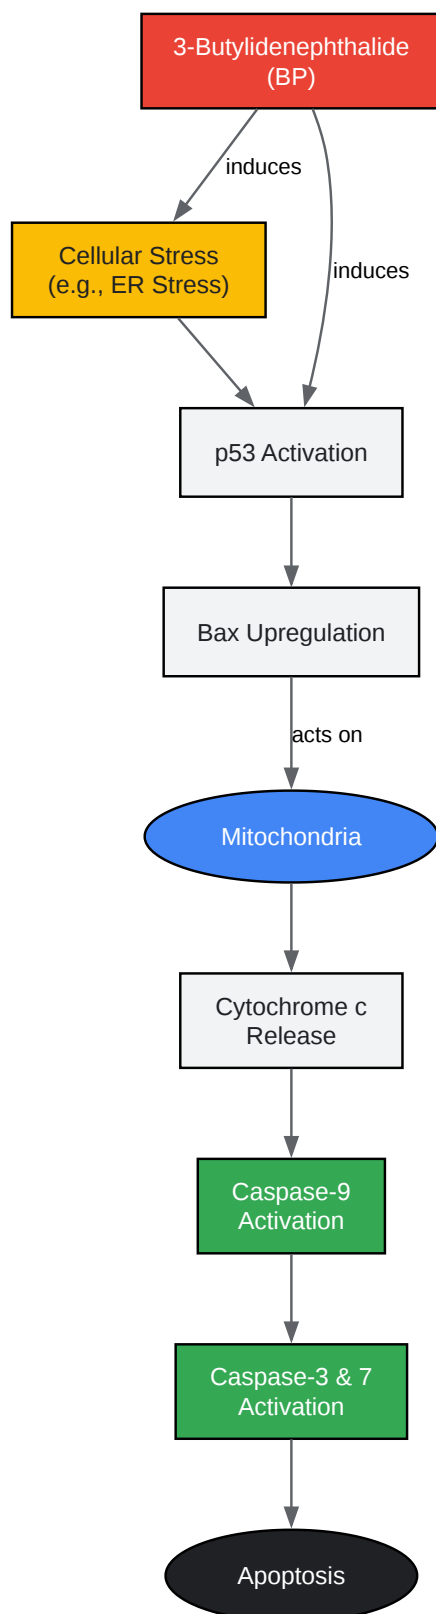 3-Butylidenephthalide
(BP)
induces
Cellular Stress
(e.g., ER Stress)
induces
p53 Activation
Bax Upregulation
acts on
Mitochondria
Cytochrome c
Release
Caspase-9
Activation
Caspase-3 & 7
Activation
Apoptosis